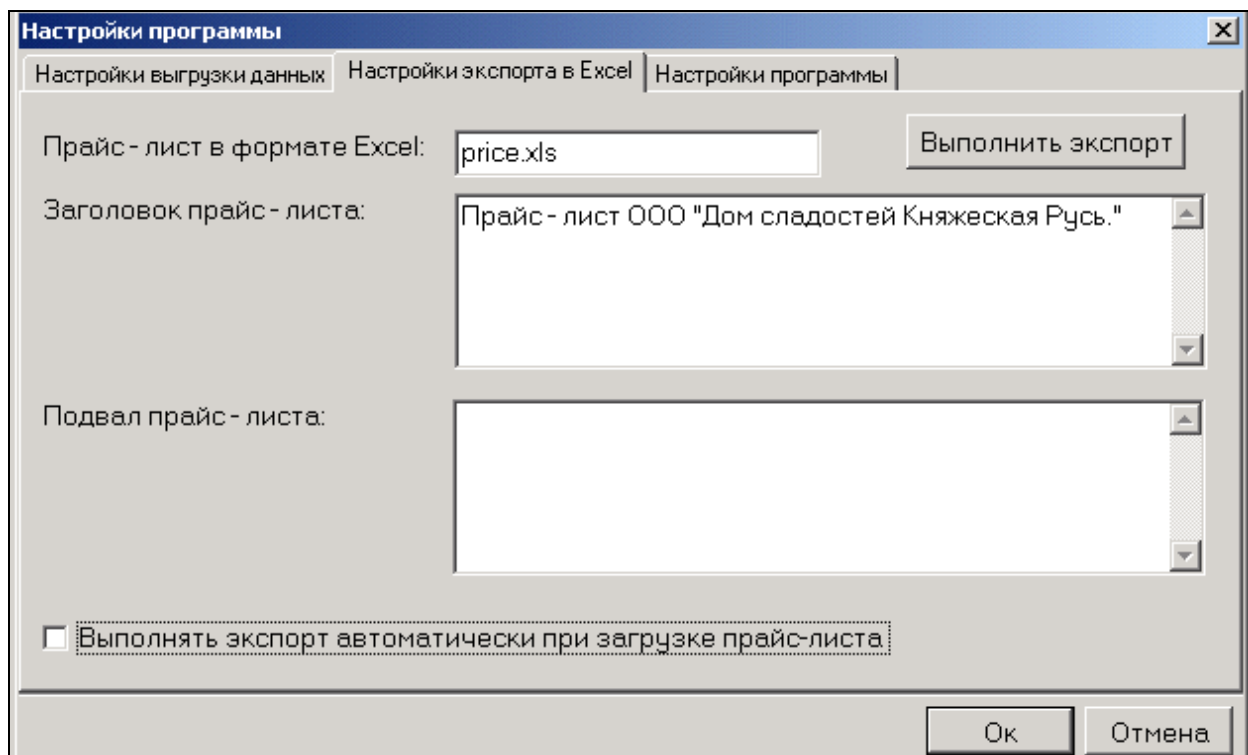 Настройки программы
Настройки выгрузки данных Настройки экспорта в Excel Настройки программы
Прайс - лист в формате Excel: price.xls Выполнить экспорт
Заголовок прайс - листа: Прайс - лист ООО "Дом сладостей Княжеская Русь."
Подвал прайс - листа:
Выполнять экспорт автоматически при загрузке прайс-листа
Ок Отмена